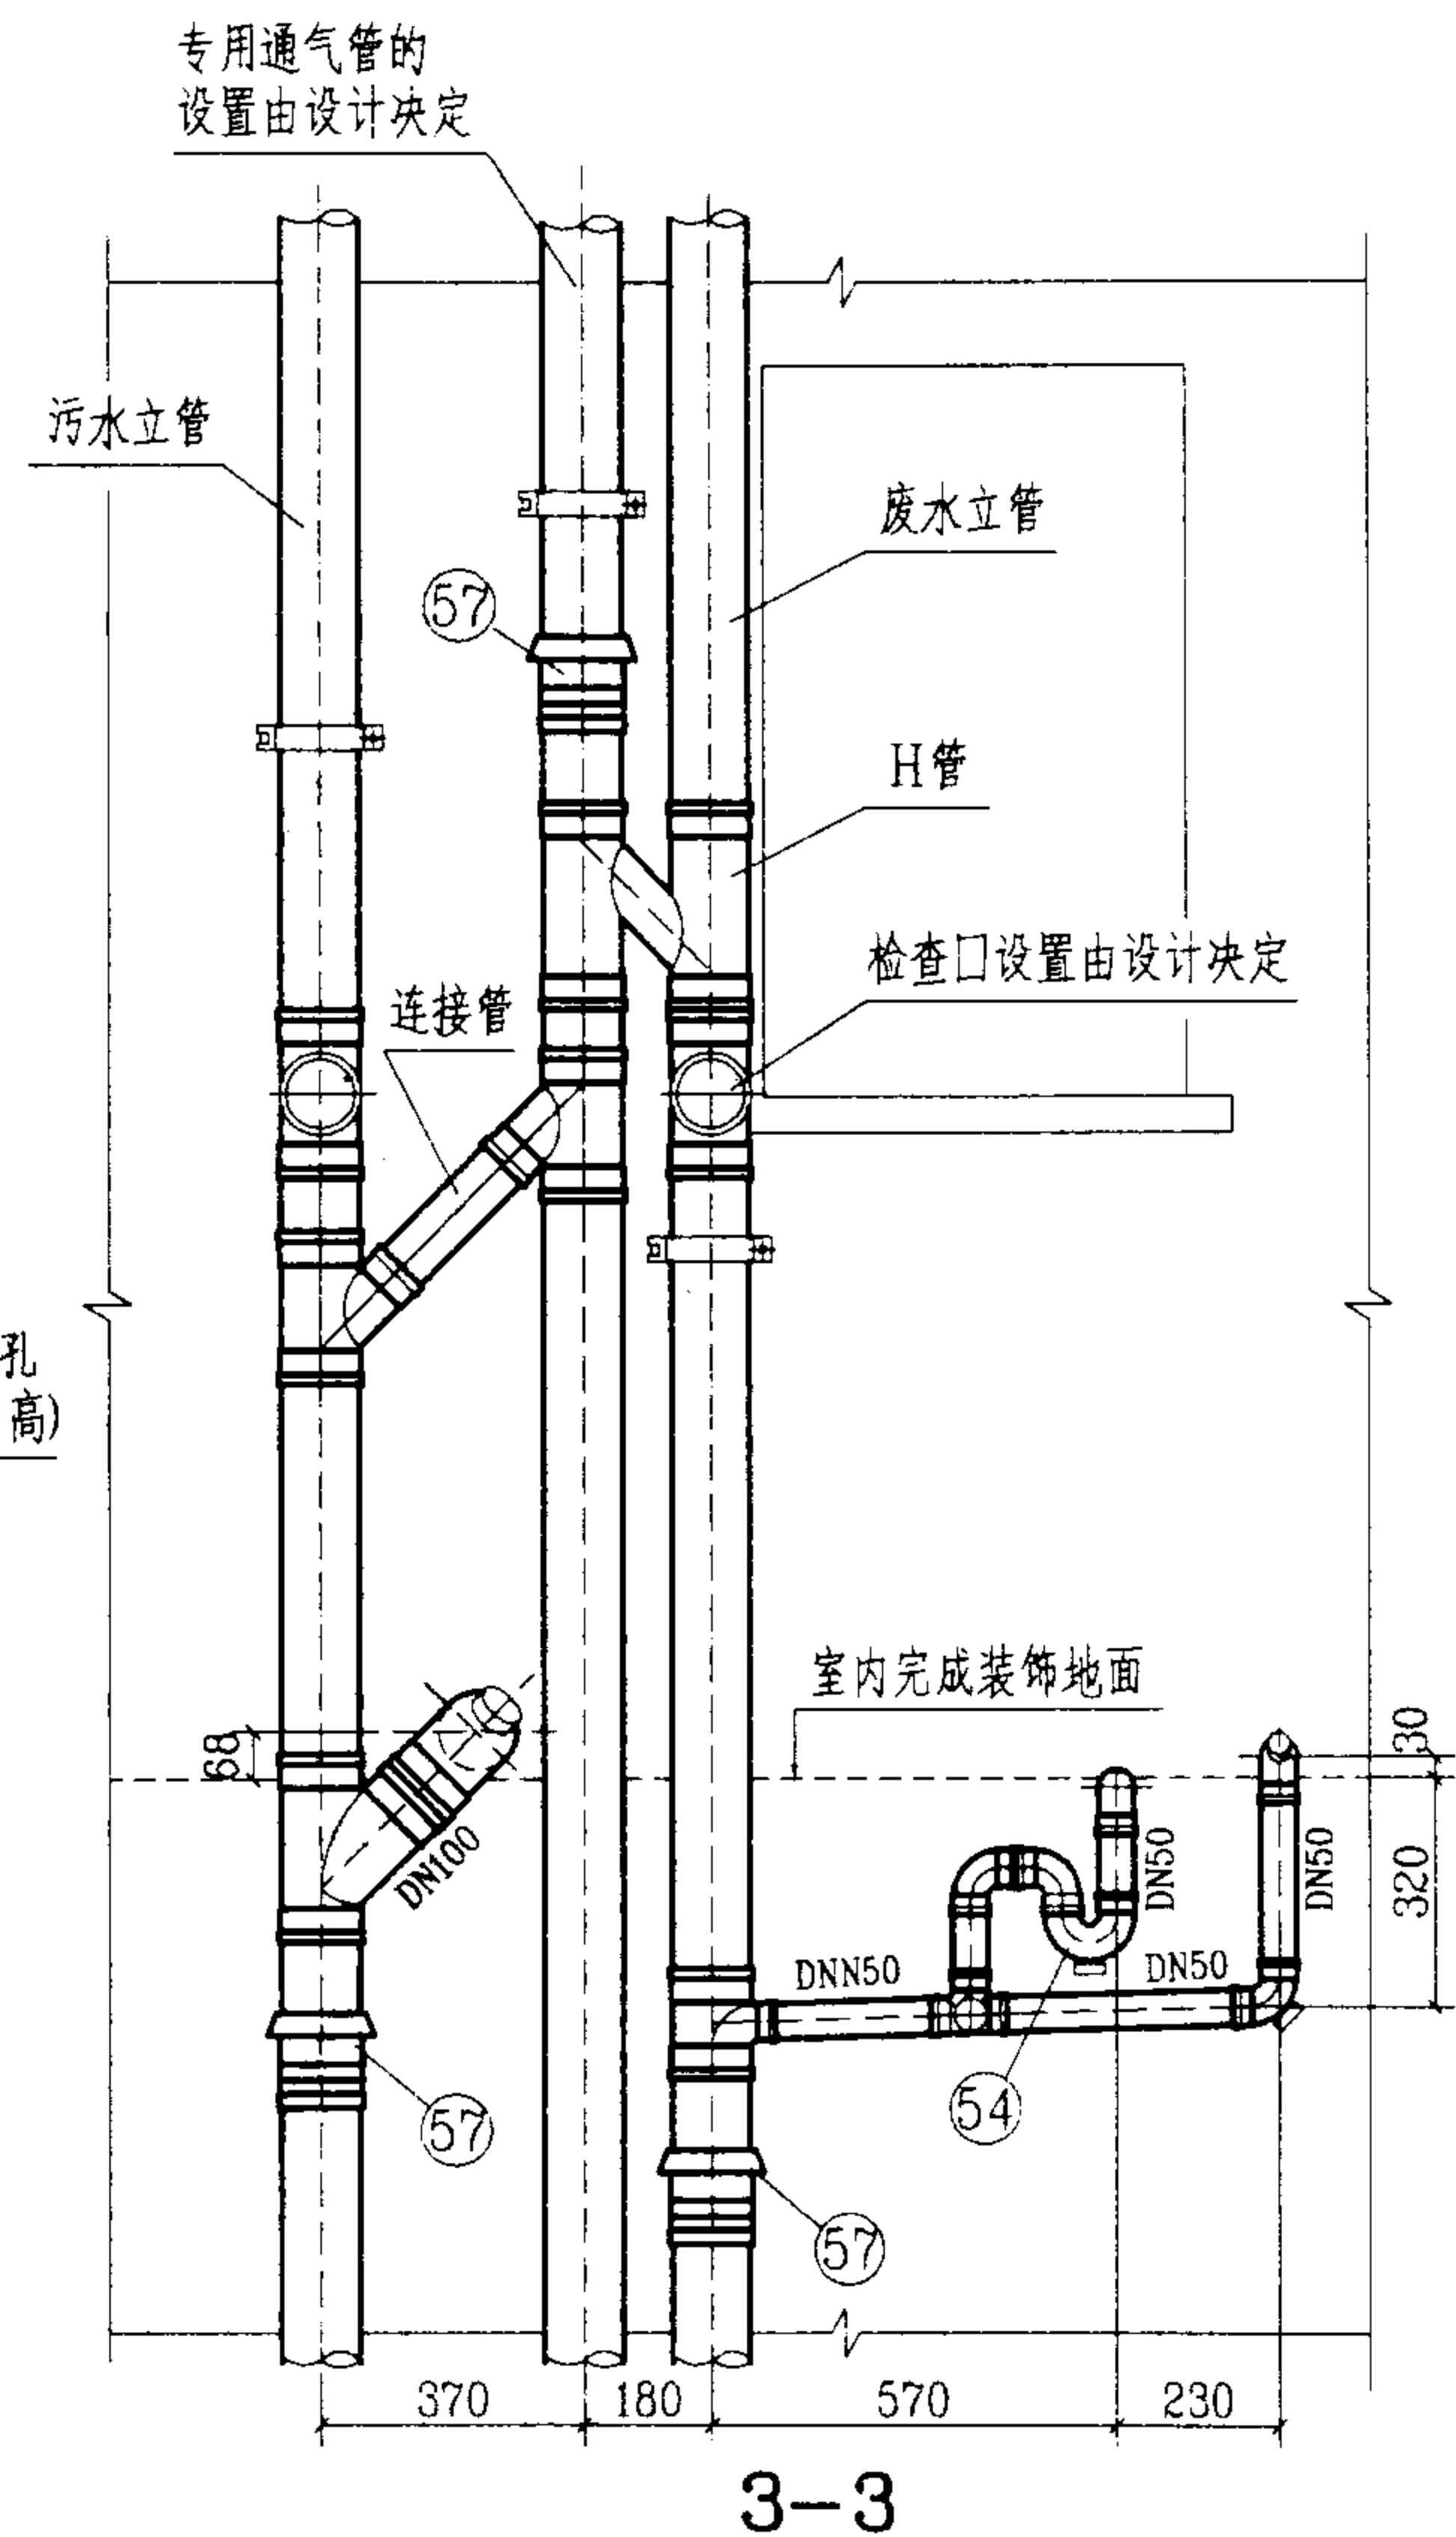 专用通气管的
设置由设计决定
污水立管
废水立管
57
H管
检查口设置由设计决定
连接管
孔
高)
室内完成装饰地面
68
30
DN100
DN50
DN50
320
DNN50
DN50
54
57
57
370
180
570
230
3-3